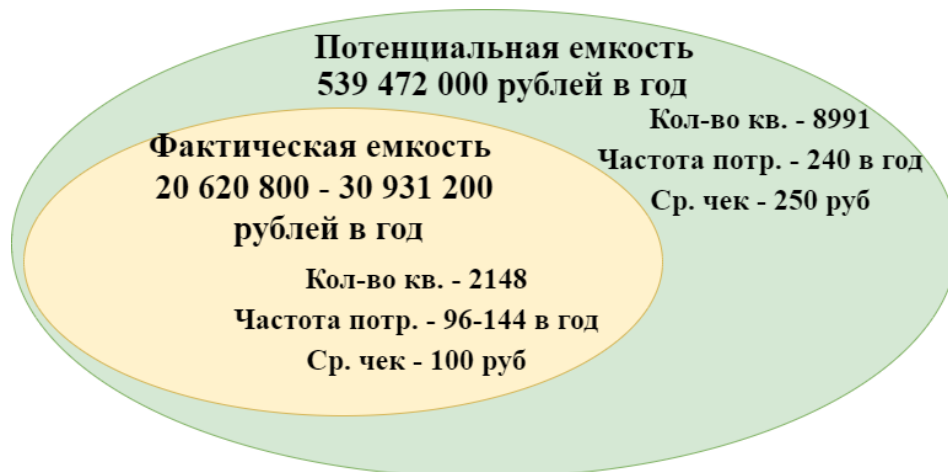 Потенциальная емкость
539 472 000 рублей в год
Кол-во кв. - 8991
Частота потр. - 240 в год
Ср. чек - 250 руб
Фактическая емкость
20 620 800 - 30 931 200
рублей в год
Кол-во кв. - 2148
Частота потр. - 96-144 в год
Ср. чек - 100 руб